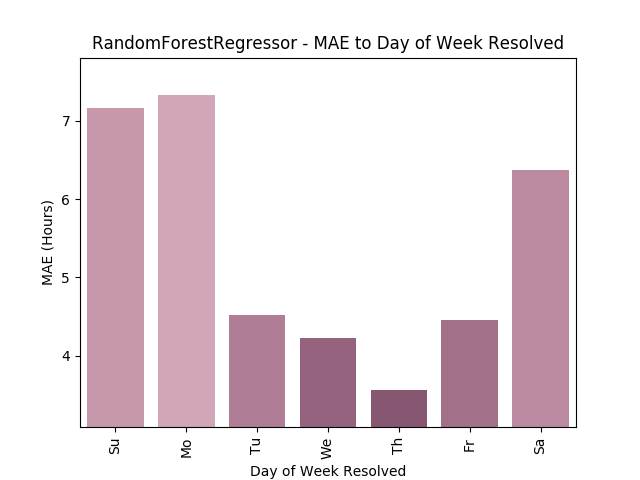 RandomForestRegressor - MAE to Day of Week Resolved
MAE (Hours)
7
6
5
4
Su
Mo
Tu
We
Th
Fr
Sa
Day of Week Resolved